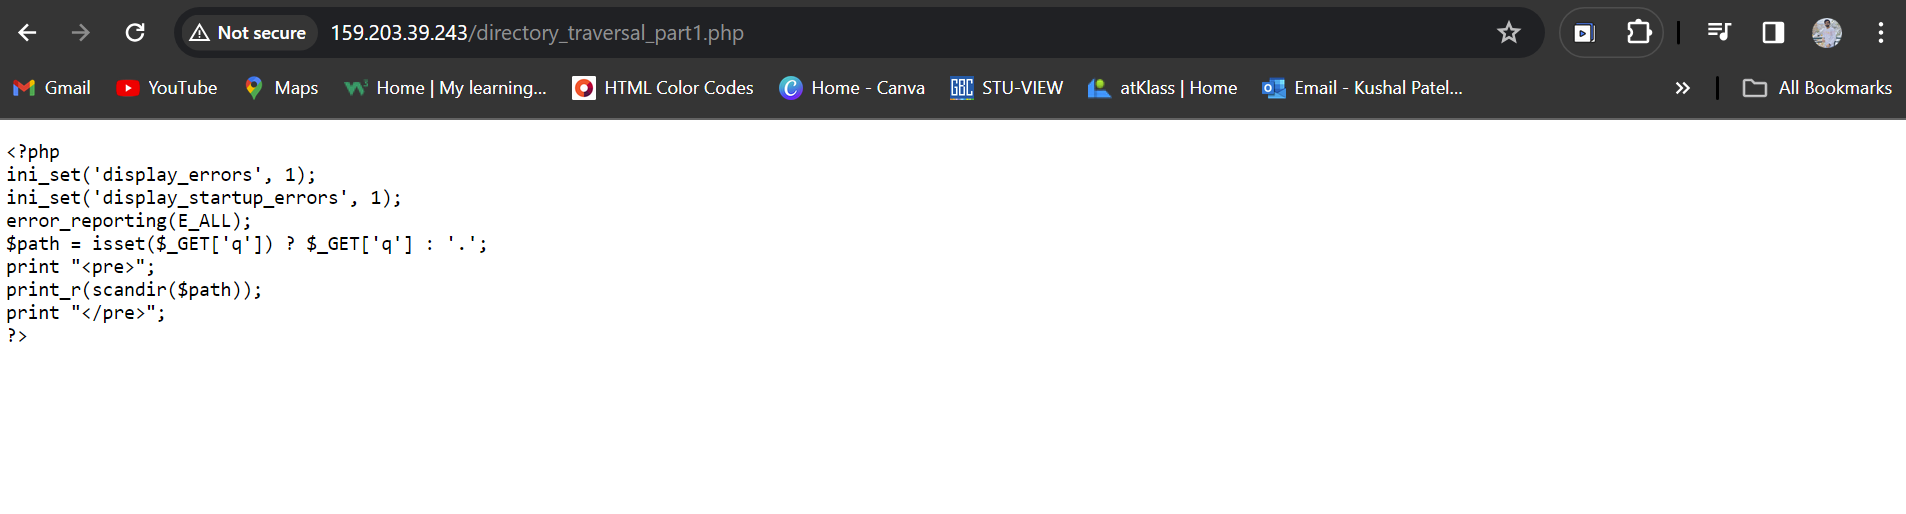 Not secure 159.203.39.243/directory_traversal_part1.php
Gmail YouTube Maps Home | My learning... HTML Color Codes Home - Canva GBC STU-VIEW atKlass | Home Email - Kushal Patel... » All Bookmarks
<?php
ini_set('display_errors', 1);
ini_set('display_startup_errors', 1);
error_reporting(E_ALL);
$path = isset($_GET['q']) ? $_GET['q'] : '.';
print "<pre>";
print_r(scandir($path));
print "</pre>";
?>